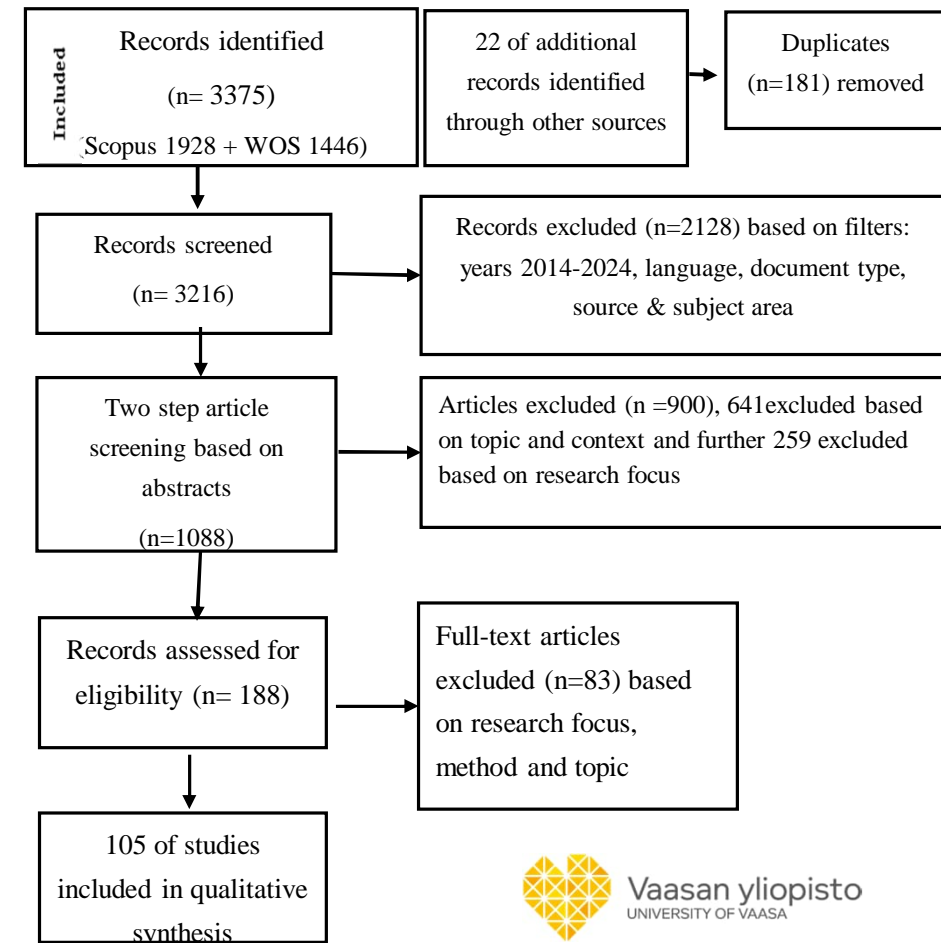 Included
Records identified
(n= 3375)
(Scopus 1928 + WOS 1446)
22 of additional
records identified
through other sources
Duplicates
(n=181) removed
Records screened
(n= 3216)
Records excluded (n=2128) based on filters:
years 2014-2024, language, document type,
source & subject area
Two step article
screening based on
abstracts
(n=1088)
Articles excluded (n =900), 641excluded based
on topic and context and further 259 excluded
based on research focus
Records assessed for
eligibility (n= 188)
Full-text articles
excluded (n=83) based
on research focus,
method and topic
105 of studies
included in qualitative
synthesis
Vaasan yliopisto
UNIVERSITY OF VAASA